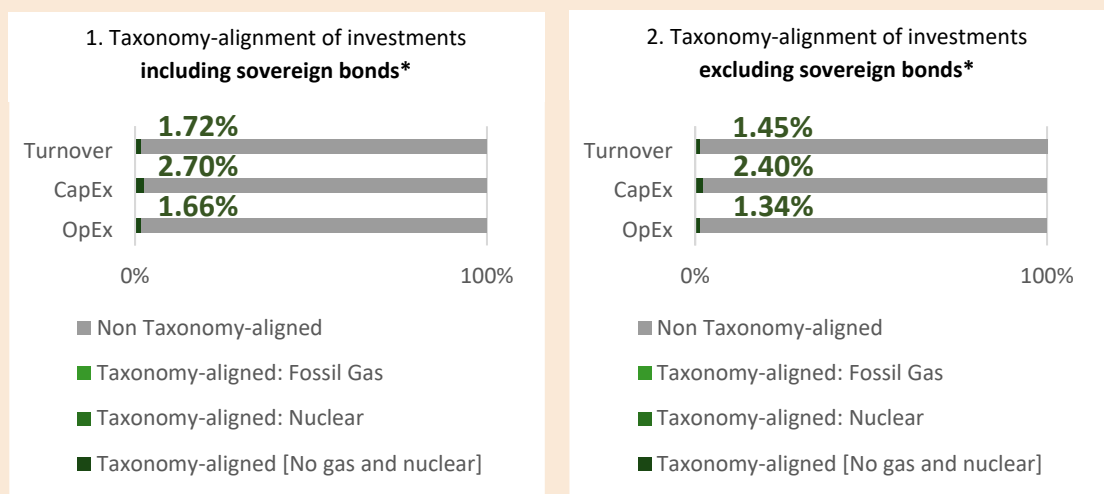 1. Taxonomy-alignment of investments
including sovereign bonds*
1.72%
Turnover
2.70%
CapEx
1.66%
OpEx
0%
100%
Non Taxonomy-aligned
Taxonomy-aligned: Fossil Gas
Taxonomy-aligned: Nuclear
Taxonomy-aligned [No gas and nuclear]
2. Taxonomy-alignment of investments
excluding sovereign bonds*
1.45%
Turnover
2.40%
CapEx
1.34%
OpEx
0%
100%
Non Taxonomy-aligned
Taxonomy-aligned: Fossil Gas
Taxonomy-aligned: Nuclear
Taxonomy-aligned [No gas and nuclear]